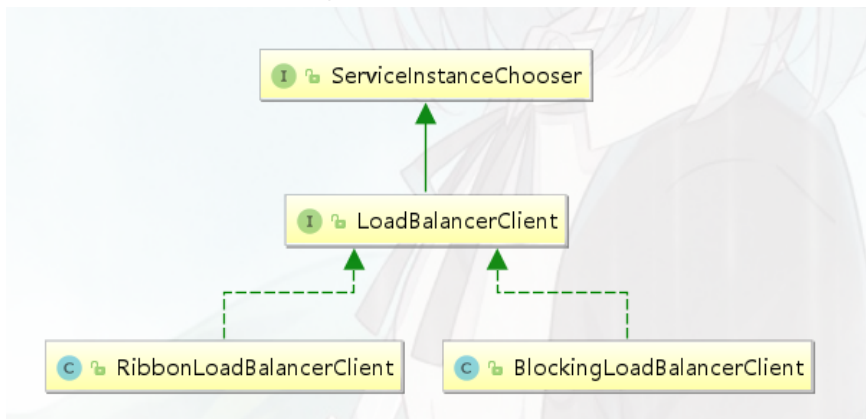 I ServiceInstanceChooser
I LoadBalancerClient
C RibbonLoadBalancerClient
C BlockingLoadBalancerClient